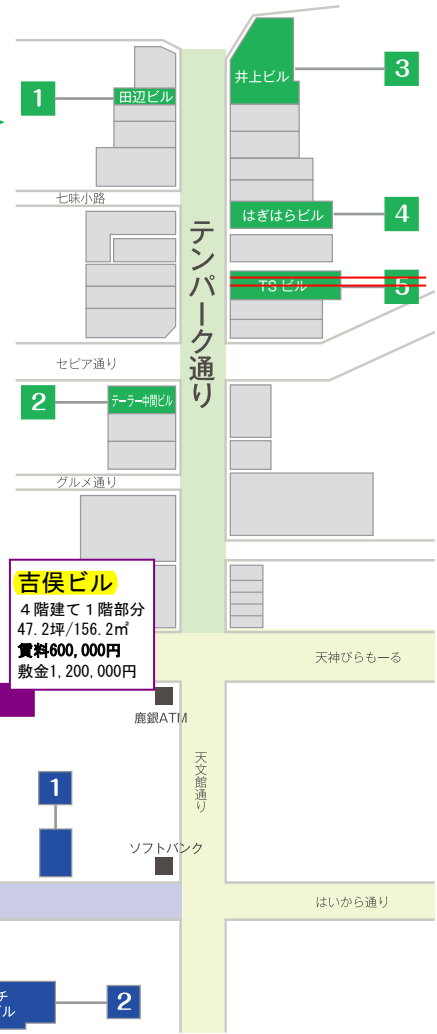 3
井上ビル
1
田辺ビル
七味小路
4
はぎはらビル
テンパーク通り
TSビル
5
セピア通り
2
テーラー中間ビル
グルメ通り
吉俣ビル
4階建て1階部分
47.2坪/156.2㎡
賃料600,000円
敷金1,200,000円
天神ぴらもーる
鹿銀ATM
天文館通り
1
ソフトバンク
はいから通り
チ
ル
2